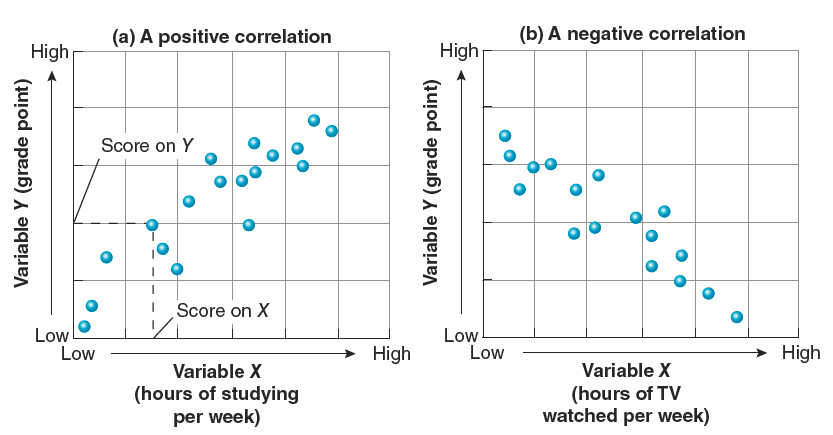 (a) A positive correlation
High
Variable Y (grade point)
Score on Y
Score on X
Low
Low
High
Variable X
(hours of studying
per week)
(b) A negative correlation
High
Variable Y (grade point)
Low
Low
High
Variable X
(hours of TV
watched per week)